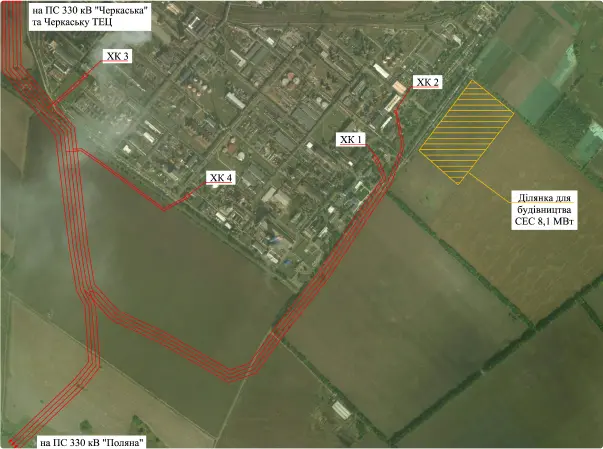 на ПС 330 кВ "Черкаська"
та Черкаську ТЕЦ
ХК 3
ХК 2
ХК 1
ХК 4
Ділянка для
будівництва
СЕС 8,1 МВт
на ПС 330 кВ "Поляна"